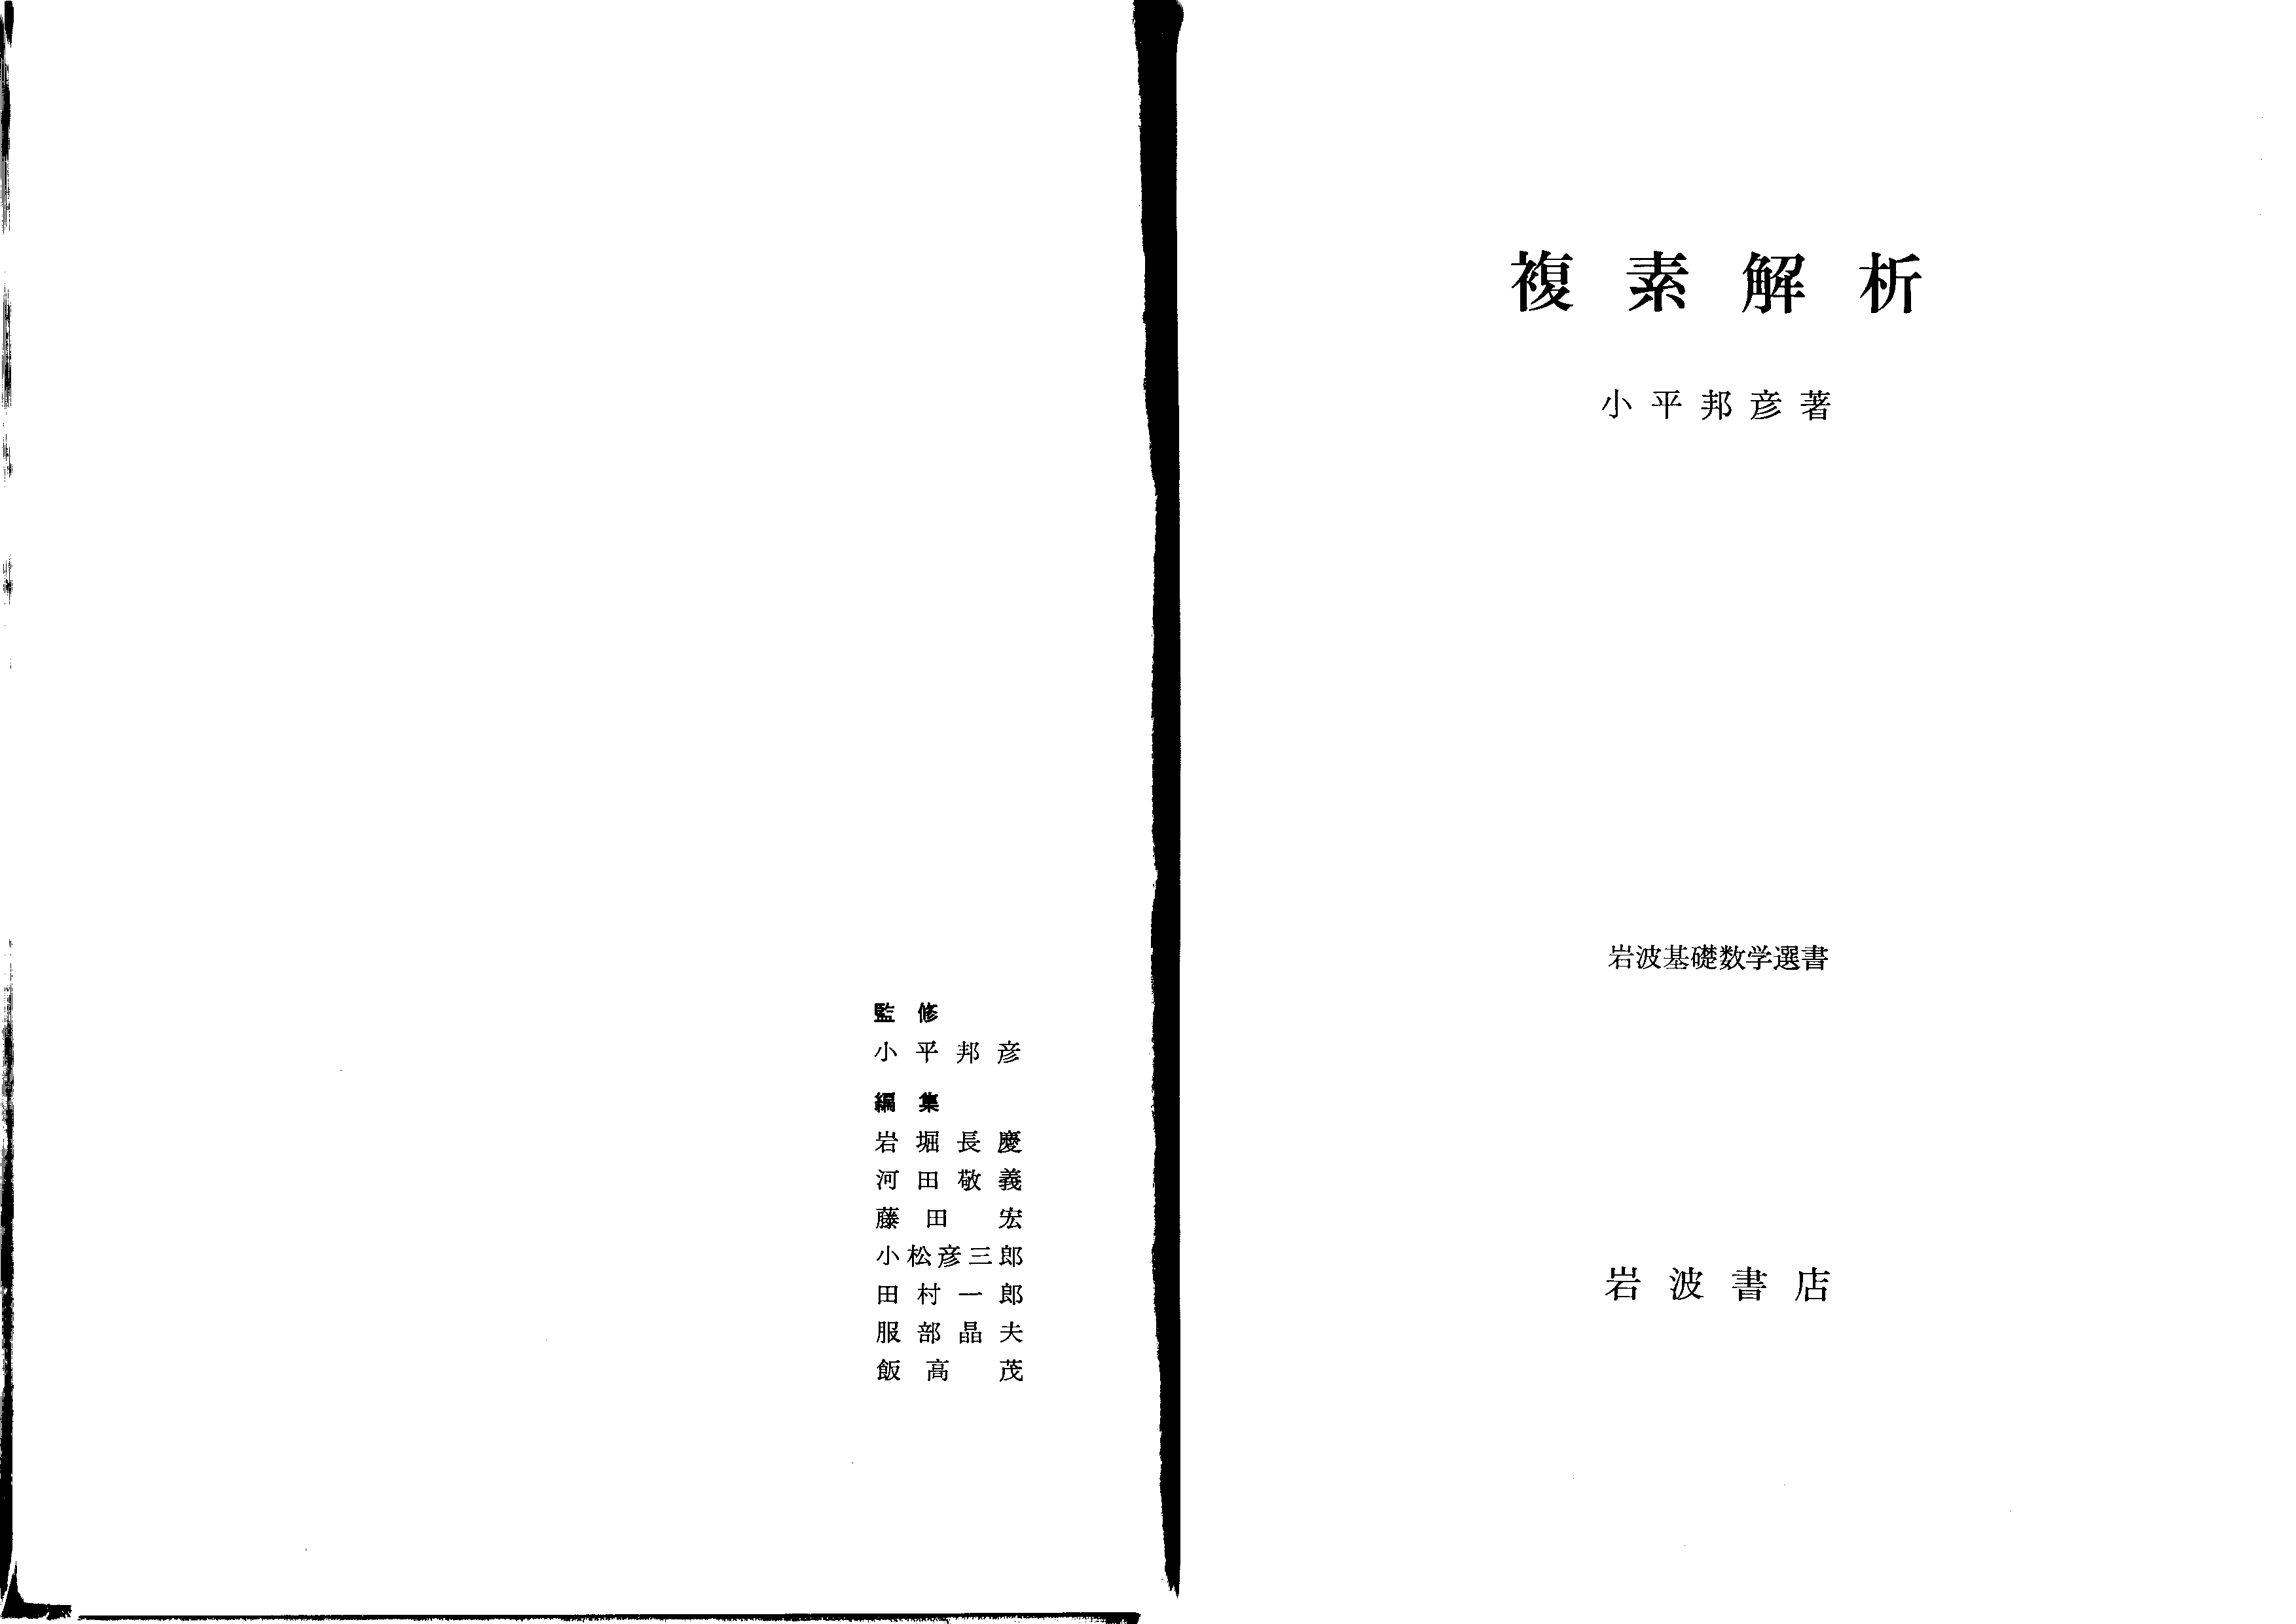 監修
小平邦彦
編集
岩堀長慶
河田敬義
藤田宏
小松彦三郎
田村一郎
服部晶夫
飯高茂
複素解析
小平邦彦著
岩波基礎数学選書
岩波書店